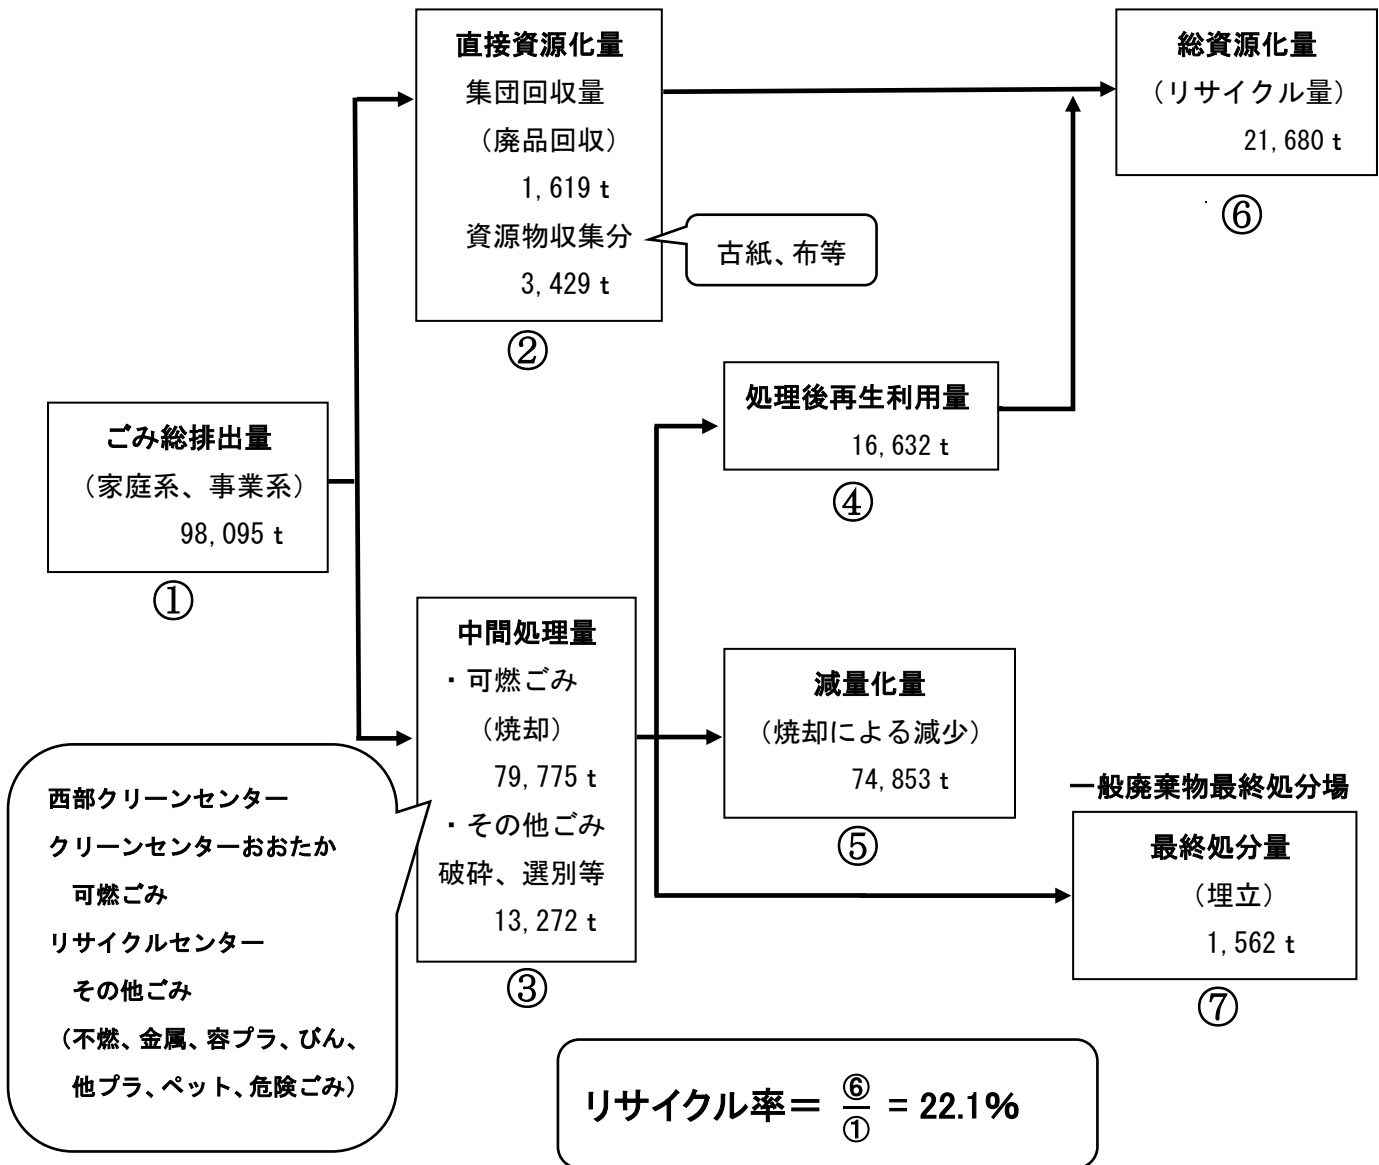 直接資源化量
集団回収量
（廃品回収）
1,619 t
資源物収集分
3,429 t
②
古紙、布等
総資源化量
（リサイクル量）
21,680 t
⑥
ごみ総排出量
（家庭系、事業系）
98,095 t
①
処理後再生利用量
16,632 t
④
中間処理量
・可燃ごみ
（焼却）
79,775 t
・その他ごみ
破砕、選別等
13,272 t
③
減量化量
（焼却による減少）
74,853 t
⑤
一般廃棄物最終処分場
最終処分量
（埋立）
1,562 t
⑦
西部クリーンセンター
クリーンセンターおおたか
可燃ごみ
リサイクルセンター
その他ごみ
（不燃、金属、容プラ、びん、
他プラ、ペット、危険ごみ）
リサイクル率＝ ⑥/① = 22.1%